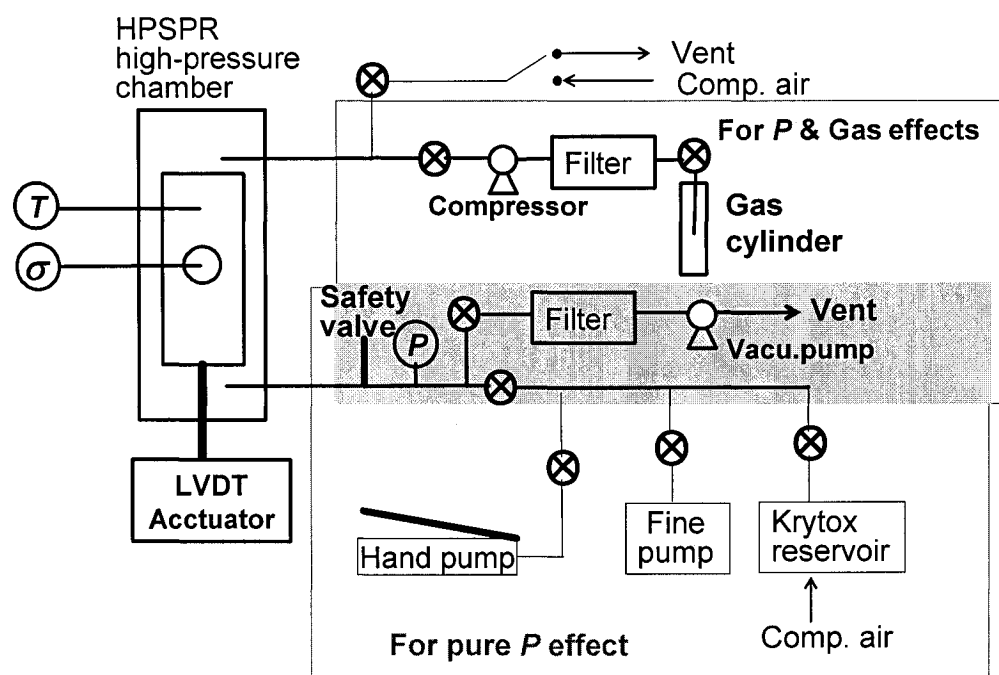 HPSPR
high-pressure
chamber
Vent
Comp. air
For P & Gas effects
Filter
Compressor
Gas
cylinder
T
σ
Safety
valve
P
Filter
Vent
Vacu.pump
LVDT
Acctuator
Hand pump
Fine
pump
Krytox
reservoir
Comp. air
For pure P effect